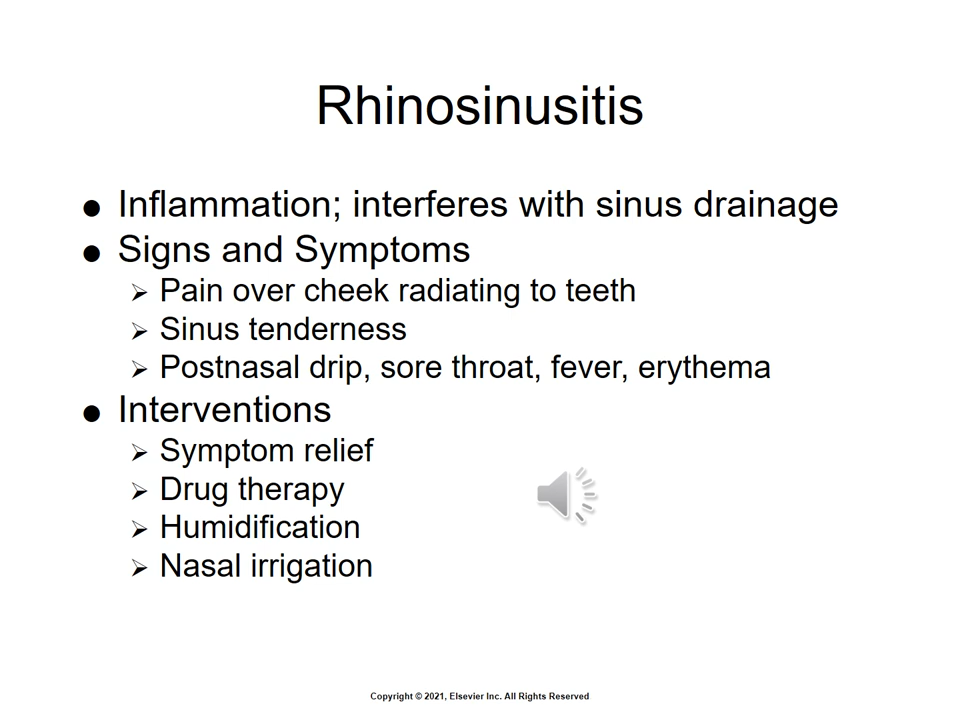 Rhinosinusitis
● Inflammation; interferes with sinus drainage
● Signs and Symptoms
➢ Pain over cheek radiating to teeth
➢ Sinus tenderness
➢ Postnasal drip, sore throat, fever, erythema
● Interventions
➢ Symptom relief
➢ Drug therapy
➢ Humidification
➢ Nasal irrigation
Copyright © 2021, Elsevier Inc. All Rights Reserved